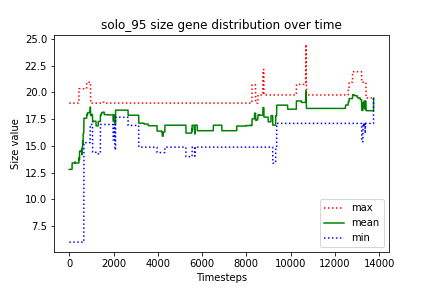 solo_95 size gene distribution over time
25.0
22.5
20.0
17.5
15.0
12.5
10.0
7.5
Size value
max
mean
min
0 2000 4000 6000 8000 10000 12000 14000
Timesteps